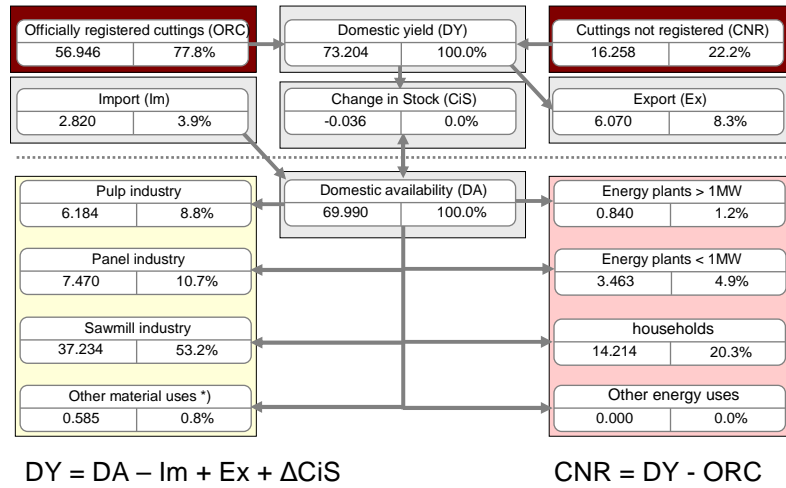 Officially registered cuttings (ORC)
56.946 77.8%
Domestic yield (DY)
73.204 100.0%
Cuttings not registered (CNR)
16.258 22.2%
Import (Im)
2.820 3.9%
Change in Stock (CiS)
-0.036 0.0%
Export (Ex)
6.070 8.3%
Pulp industry
6.184 8.8%
Domestic availability (DA)
69.990 100.0%
Energy plants > 1MW
0.840 1.2%
Panel industry
7.470 10.7%
Energy plants < 1MW
3.463 4.9%
Sawmill industry
37.234 53.2%
households
14.214 20.3%
Other material uses *)
0.585 0.8%
Other energy uses
0.000 0.0%
DY = DA – Im + Ex + ΔCiS
CNR = DY - ORC